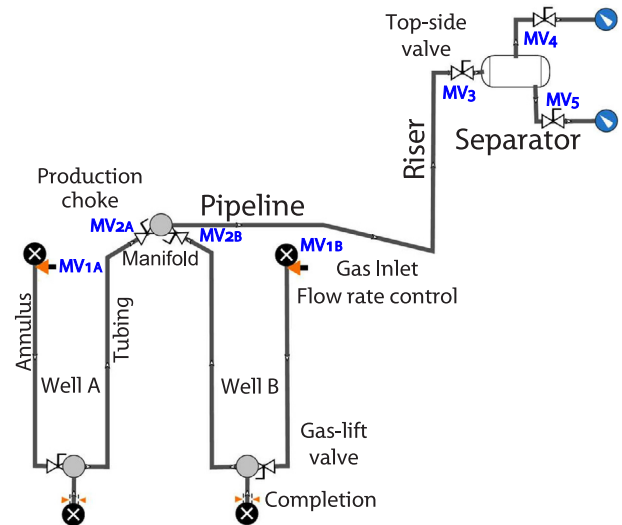 Top-side
valve
MV4
MV3
MV5
Separator
Riser
Production
choke
MV2A
Pipeline
MV2B
MV1B
Manifold
MV1A
Gas Inlet
Flow rate control
Annulus
Tubing
Well A
Well B
Gas-lift
valve
Completion